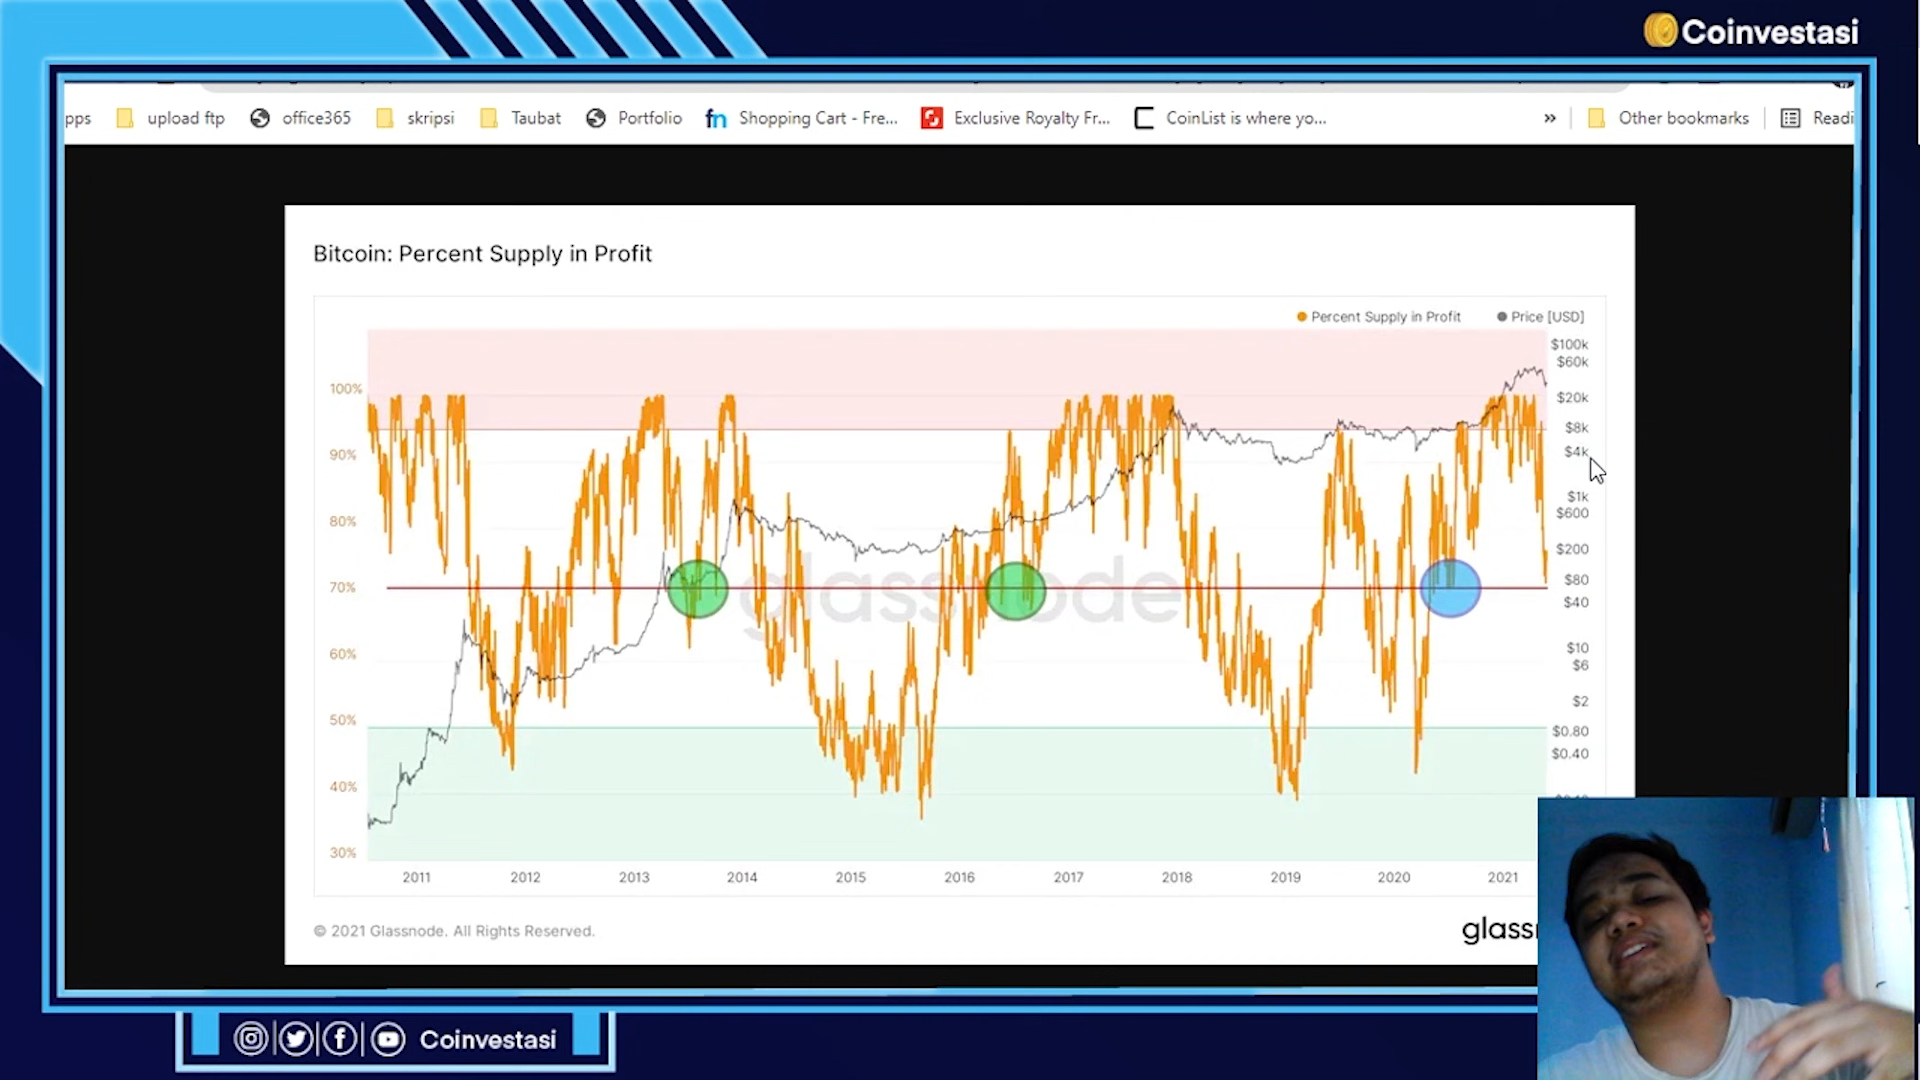 Coinvestasi
pps upload ftp office365 skripsi Taubat Portfolio fn Shopping Cart - Fre... Exclusive Royalty Fr... CoinList is where yo... » Other bookmarks Readi
Bitcoin: Percent Supply in Profit
Percent Supply in Profit Price [USD]
$100k
$60k
100%
$20k
$8k
90%
$4k
$1k
80%
$600
$200
70%
$80
$40
glassnode
60%
$10
$6
$2
50%
$0.80
$0.40
40%
30%
2011 2012 2013 2014 2015 2016 2017 2018 2019 2020 2021
© 2021 Glassnode. All Rights Reserved.
glass
Coinvestasi